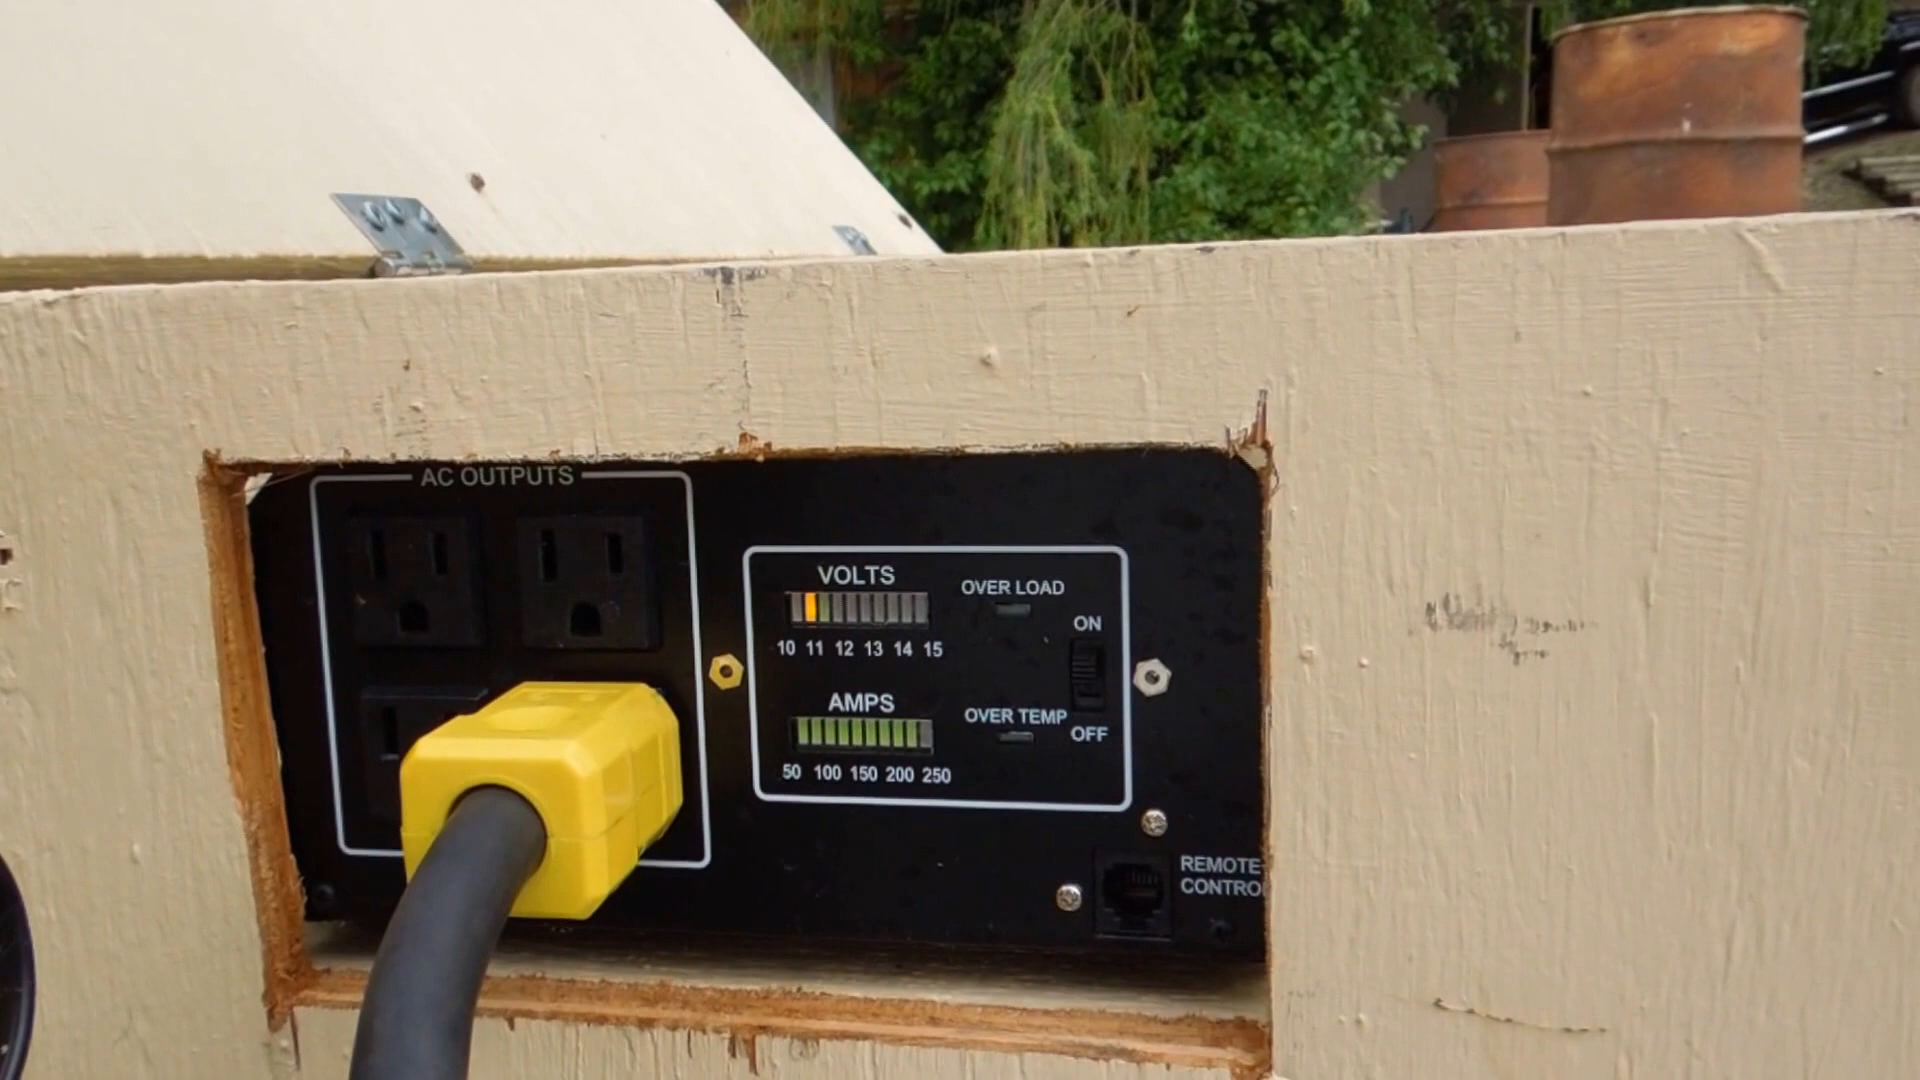 AC OUTPUTS
VOLTS
OVER LOAD
10 11 12 13 14 15
ON
AMPS
OVER TEMP
OFF
50 100 150 200 250
REMOTE
CONTRO